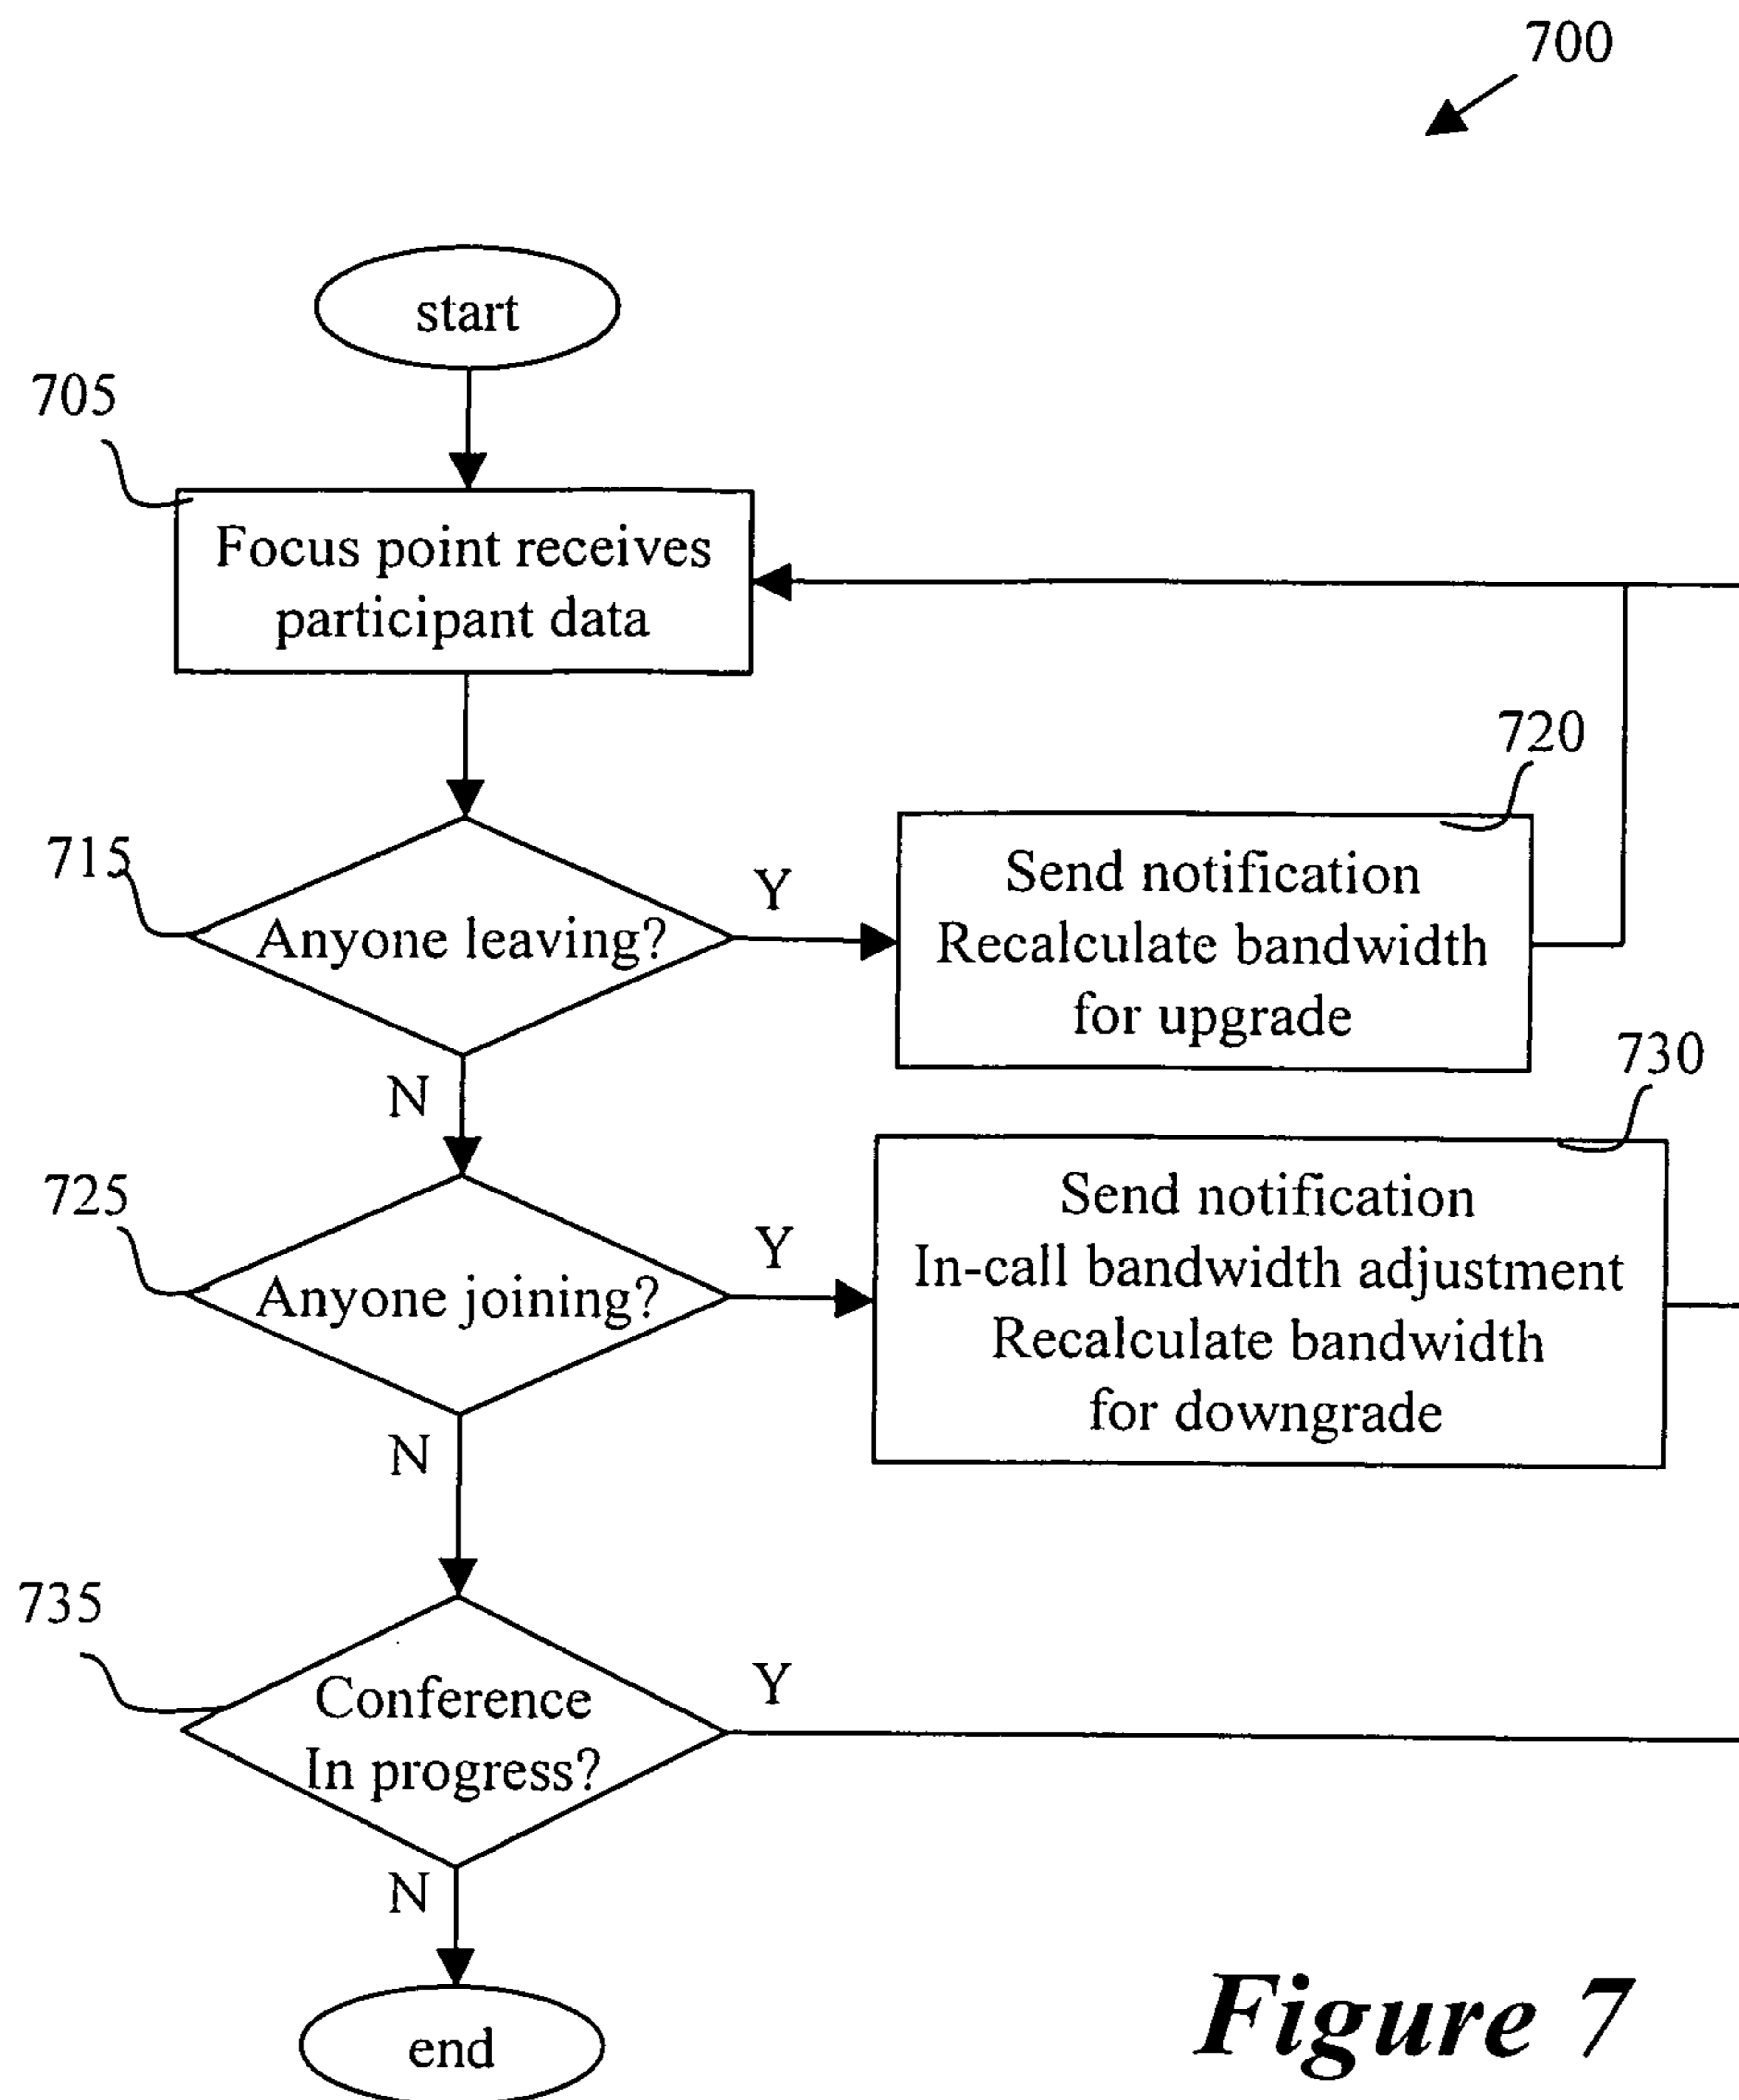 700
start
705
Focus point receives
participant data
720
715
Anyone leaving?
Y
Send notification
Recalculate bandwidth
for upgrade
N
730
725
Anyone joining?
Y
Send notification
In-call bandwidth adjustment
Recalculate bandwidth
for downgrade
N
735
Conference
In progress?
Y
N
end
Figure 7